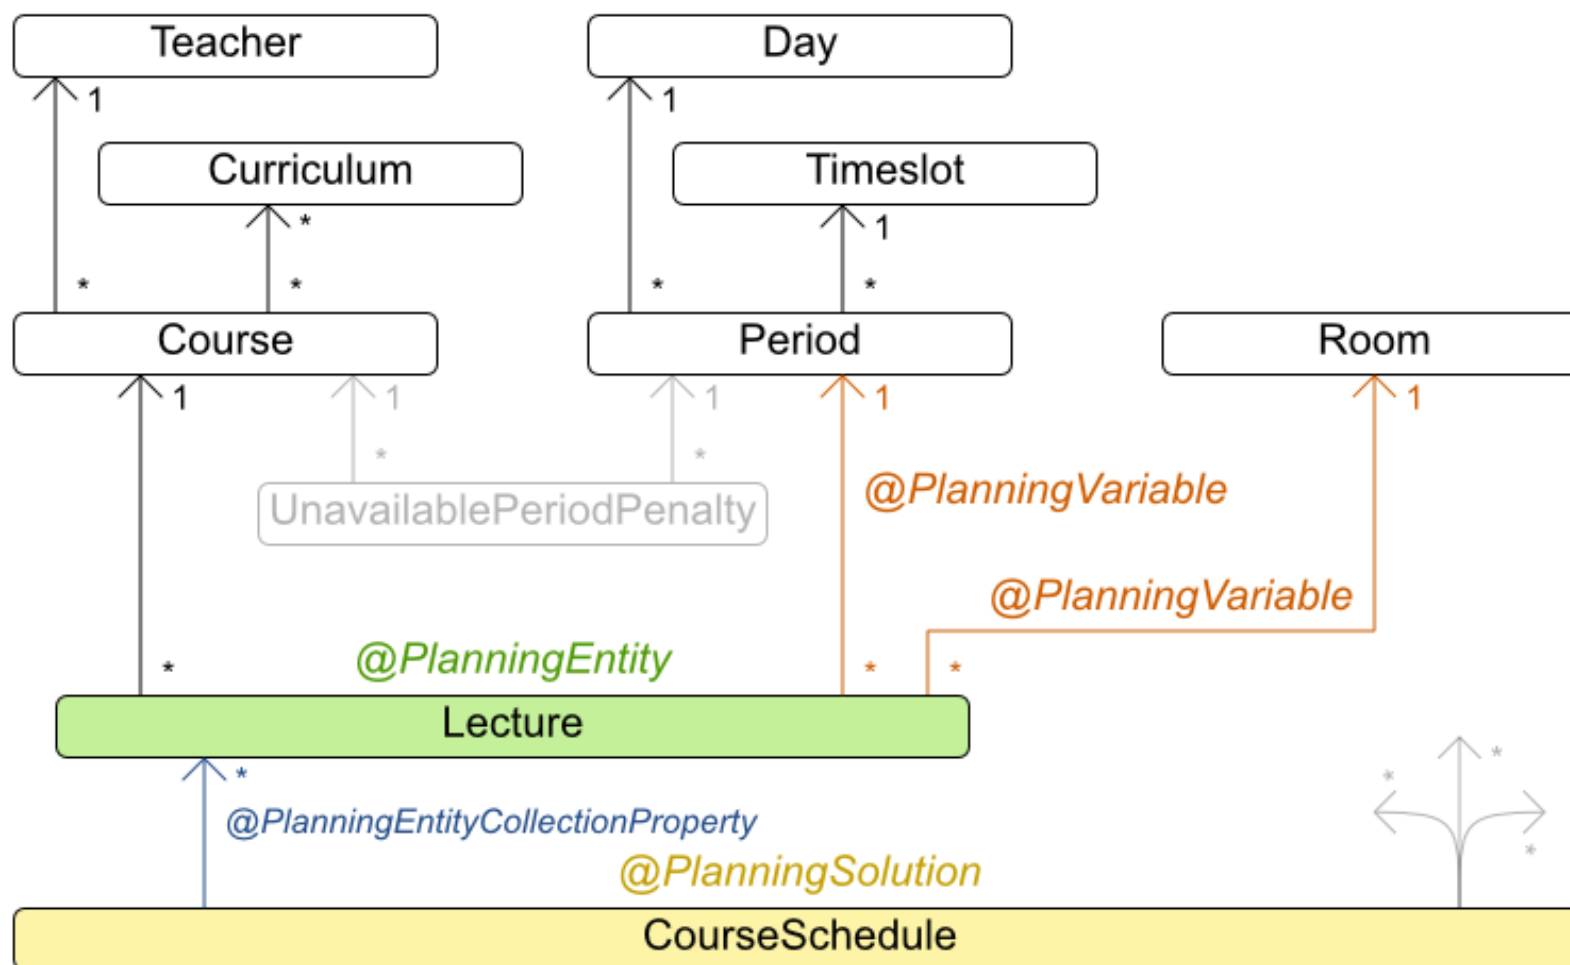 Teacher
Day
1
1
Curriculum
Timeslot
*
1
*
*
*
*
Course
Period
Room
1
1
1
1
1
*
*
@PlanningVariable
UnavailablePeriodPenalty
@PlanningVariable
@PlanningEntity
*
*
*
Lecture
*
*
*
@PlanningEntityCollectionProperty
*
@PlanningSolution
CourseSchedule